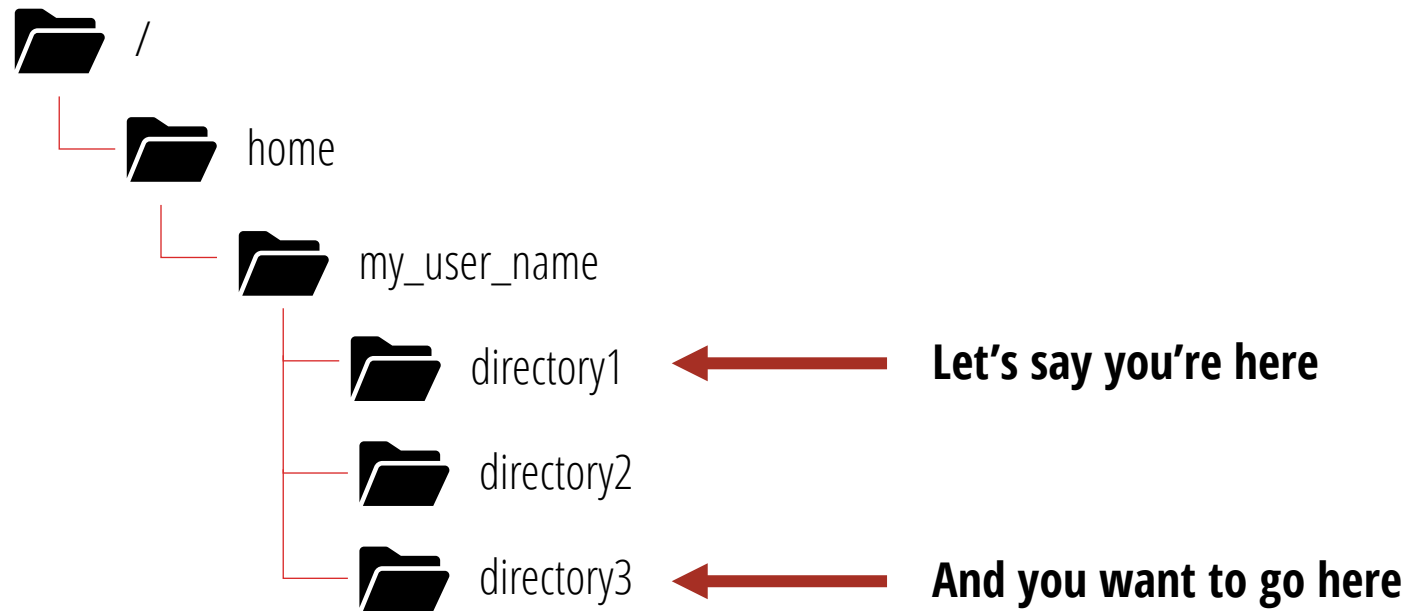 /
home
my_user_name
directory1
Let’s say you’re here
directory2
directory3
And you want to go here